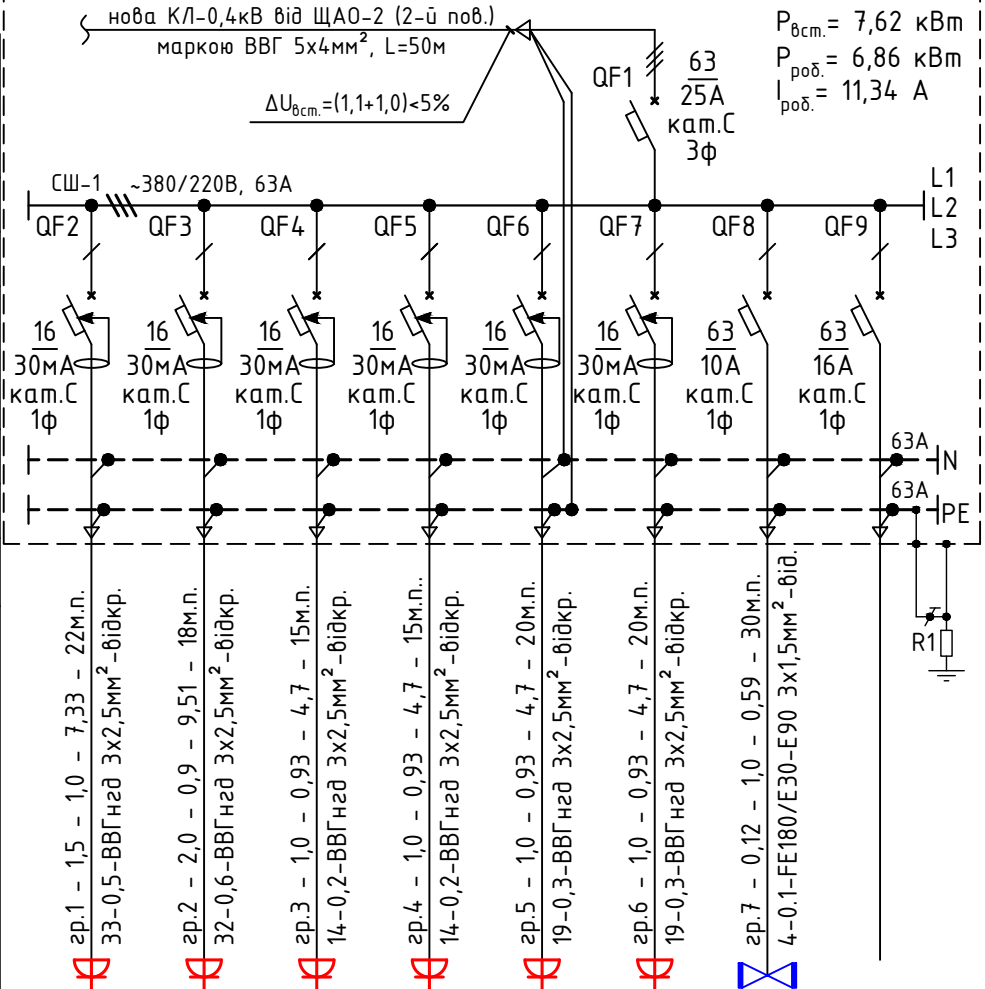 нова КЛ-0,4кВ від ЩАО-2 (2-й пов.)
маркою ВВГ 5х4мм², L=50м
ΔUвст.=(1,1+1,0)<5%
Pвст.= 7,62 кВт
Pроб.= 6,86 кВт
Iроб.= 11,34 А
QF1
63
25А
кат.С
3ф
СШ-1
~380/220В, 63А
L1
L2
L3
QF2
QF3
QF4
QF5
QF6
QF7
QF8
QF9
16
30мА
кат.С
1ф
16
30мА
кат.С
1ф
16
30мА
кат.С
1ф
16
30мА
кат.С
1ф
16
30мА
кат.С
1ф
16
30мА
кат.С
1ф
63
10А
кат.С
1ф
63
16А
кат.С
1ф
63А
N
63А
PE
R1
гр.1 - 1,5 - 1,0 - 7,33 - 22м.п.
33-0,5-ВВГнгд 3х2,5мм²-відкр.
гр.2 - 2,0 - 0,9 - 9,51 - 18м.п.
32-0,6-ВВГнгд 3х2,5мм²-відкр.
гр.3 - 1,0 - 0,93 - 4,7 - 15м.п.
14-0,2-ВВГнгд 3х2,5мм²-відкр.
гр.4 - 1,0 - 0,93 - 4,7 - 15м.п..
14-0,2-ВВГнгд 3х2,5мм²-відкр.
гр.5 - 1,0 - 0,93 - 4,7 - 20м.п.
19-0,3-ВВГнгд 3х2,5мм²-відкр.
гр.6 - 1,0 - 0,93 - 4,7 - 20м.п.
19-0,3-ВВГнгд 3х2,5мм²-відкр.
гр.7 - 0,12 - 1,0 - 0,59 - 30м.п.
4-0.1-FE180/E30-E90 3х1,5мм²-від.